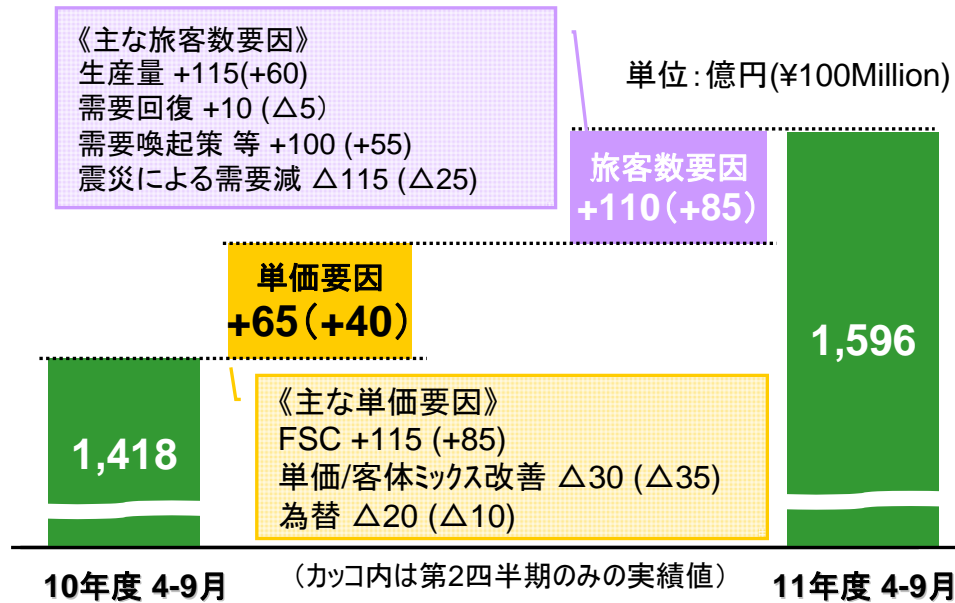 《主な旅客数要因》
生産量 +115(+60)
需要回復 +10 (△5)
需要喚起策 等 +100 (+55)
震災による需要減 △115 (△25)
単位:億円(¥100Million)
旅客数要因
+110(+85)
単価要因
+65(+40)
1,596
《主な単価要因》
FSC +115 (+85)
単価/客体ミックス改善 △30 (△35)
為替 △20 (△10)
1,418
10年度 4-9月
(カッコ内は第2四半期のみの実績値)
11年度 4-9月